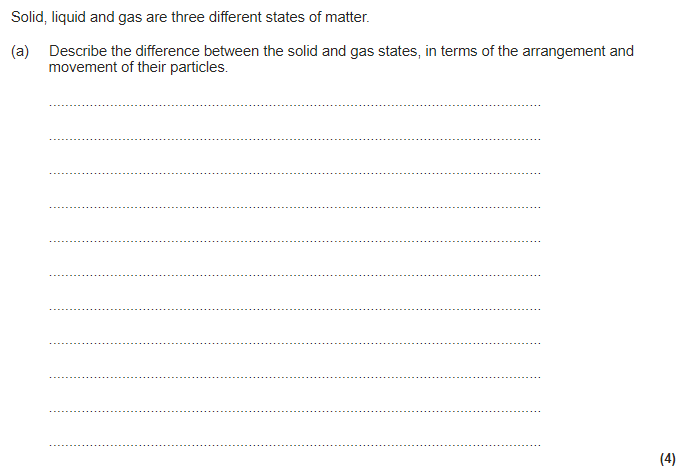 Solid, liquid and gas are three different states of matter.
(a) Describe the difference between the solid and gas states, in terms of the arrangement and
movement of their particles.
(4)